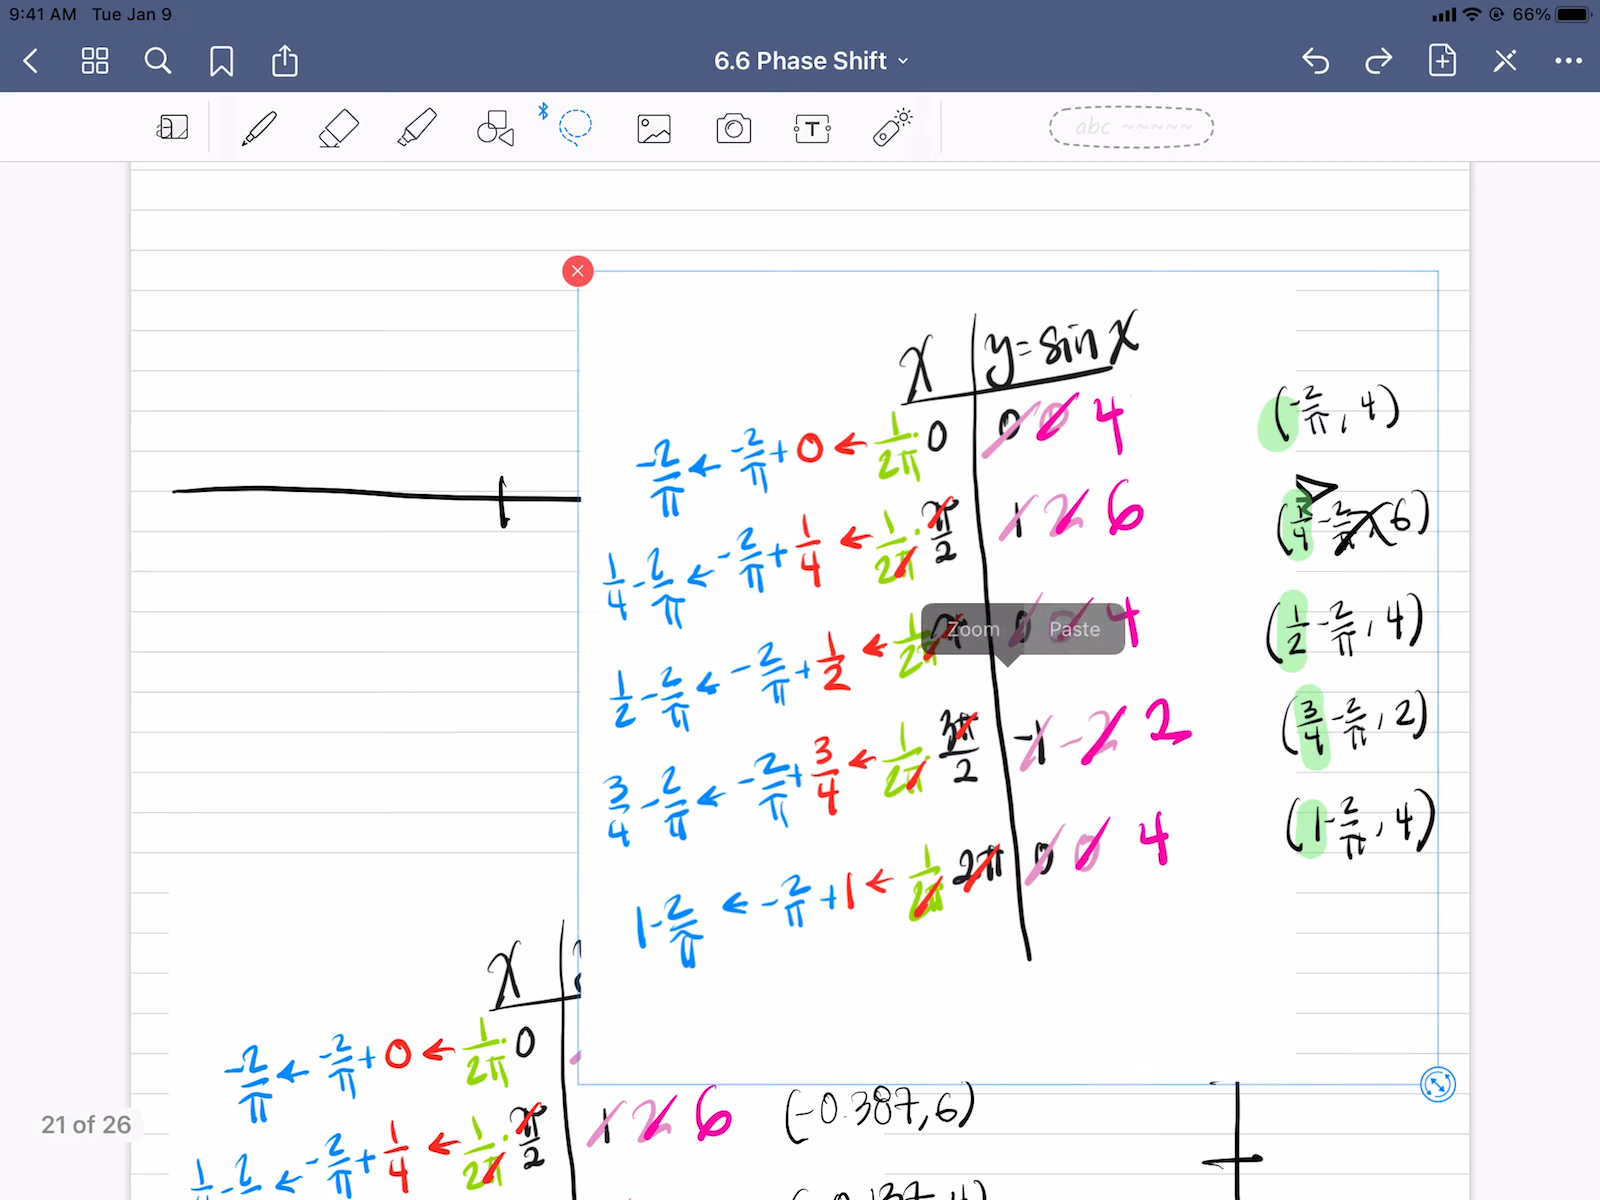 9:41 AM Tue Jan 9 66%
6.6 Phase Shift
abc
x y=sin x
-2/π ← -2/π + 0 ← 1/2π · 0 0 0 4 (-2/π, 4)
1/4 - 2/π ← -2/π + 1/4 ← 1/2π · π/2 1 2 6 (1/4 - 2/π, 6)
1/2 - 2/π ← -2/π + 1/2 ← 1/2π π 0 0 4 (1/2 - 2/π, 4)
Zoom Paste
3/4 - 2/π ← -2/π + 3/4 ← 1/2π · 3π/2 -1 -2 2 (3/4 - 2/π, 2)
1 - 2/π ← -2/π + 1 ← 1/2π 2π 0 0 4 (1 - 2/π, 4)
x
-2/π ← -2/π + 0 ← 1/2π · 0
21 of 26
← -2/π + 1/4 ← 1/2π · π/2 1 2 6 (-0.387, 6)